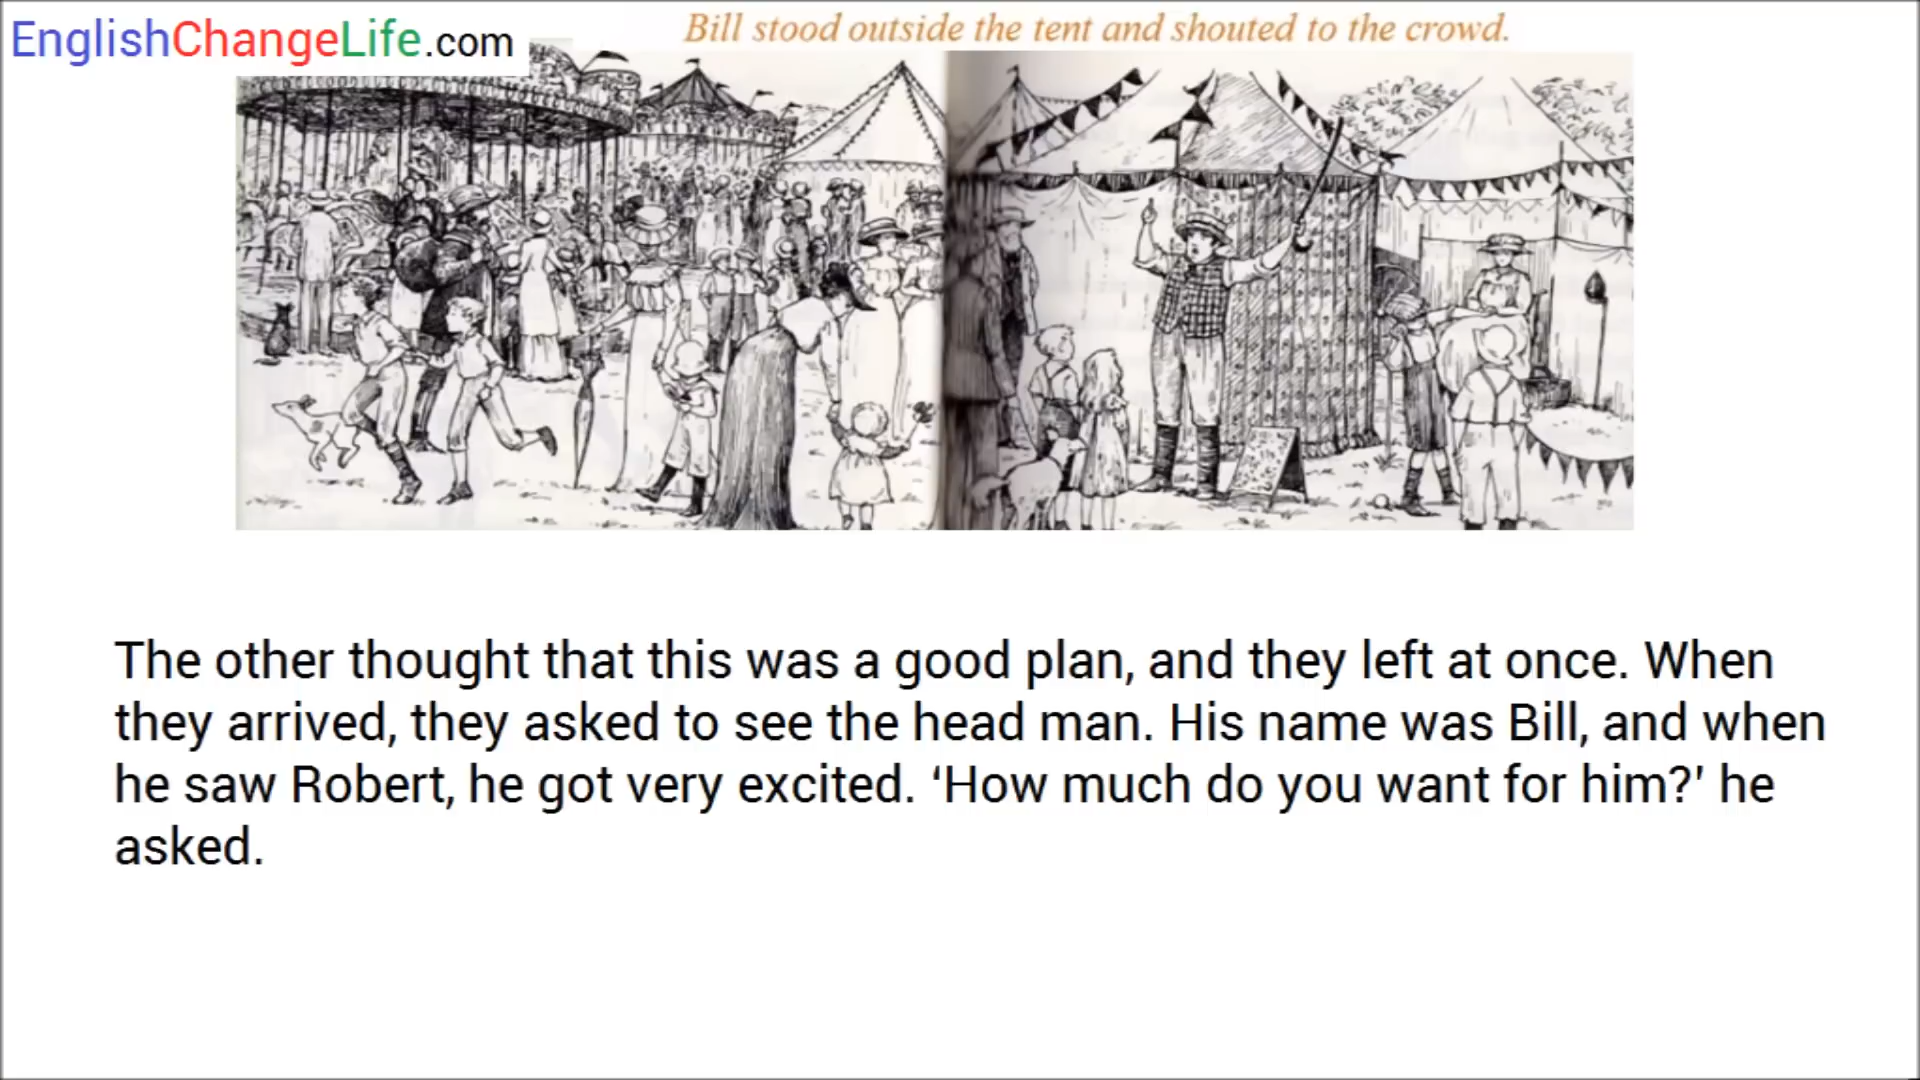 EnglishChangeLife.com
Bill stood outside the tent and shouted to the crowd.
The other thought that this was a good plan, and they left at once. When
they arrived, they asked to see the head man. His name was Bill, and when
he saw Robert, he got very excited. ‘How much do you want for him?’ he
asked.